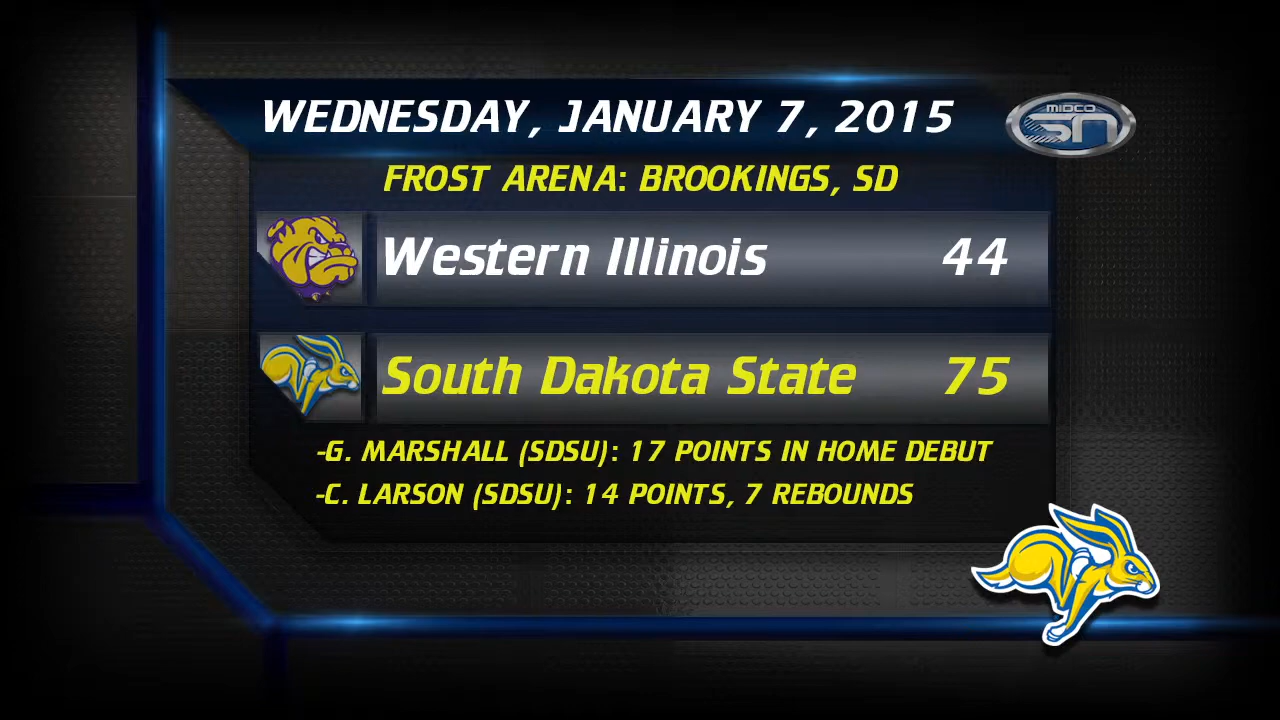 WEDNESDAY, JANUARY 7, 2015
MIDCO
SN
FROST ARENA: BROOKINGS, SD
Western Illinois 44
South Dakota State 75
-G. MARSHALL (SDSU): 17 POINTS IN HOME DEBUT
-C. LARSON (SDSU): 14 POINTS, 7 REBOUNDS